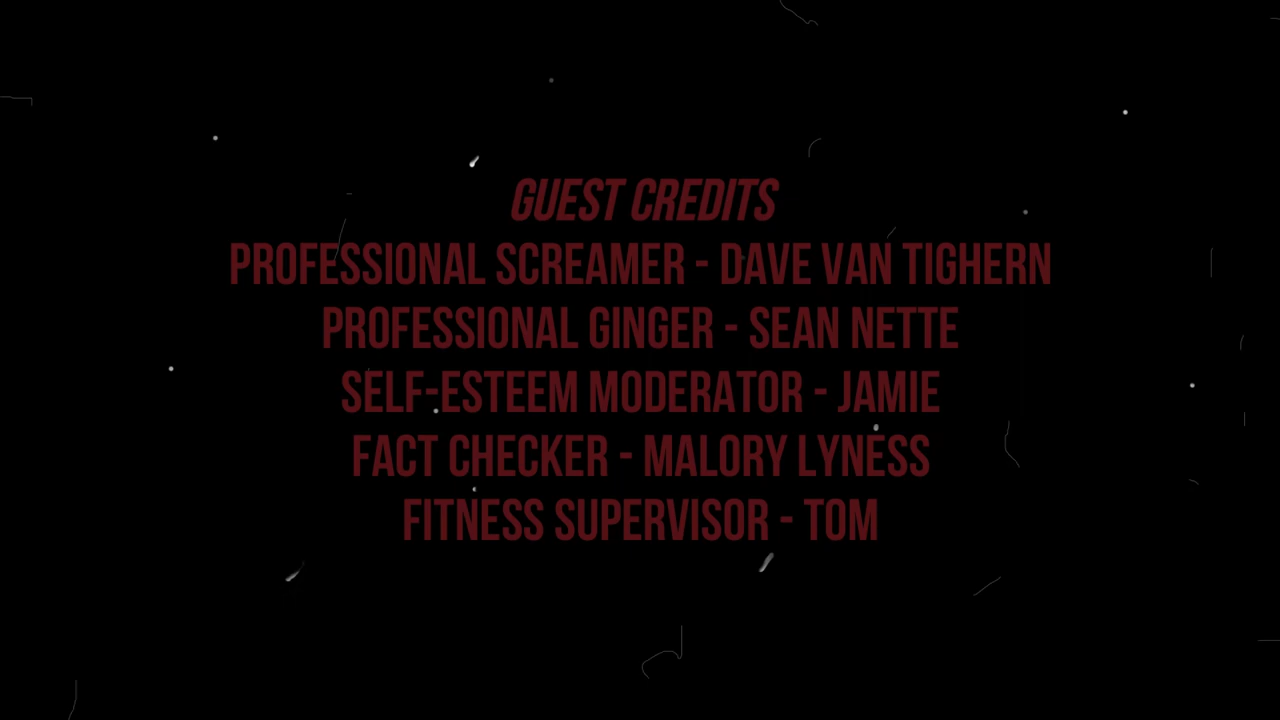 GUEST CREDITS
PROFESSIONAL SCREAMER - DAVE VAN TIGHERN
PROFESSIONAL GINGER - SEAN NETTE
SELF-ESTEEM MODERATOR - JAMIE
FACT CHECKER - MALORY LYNESS
FITNESS SUPERVISOR - TOM